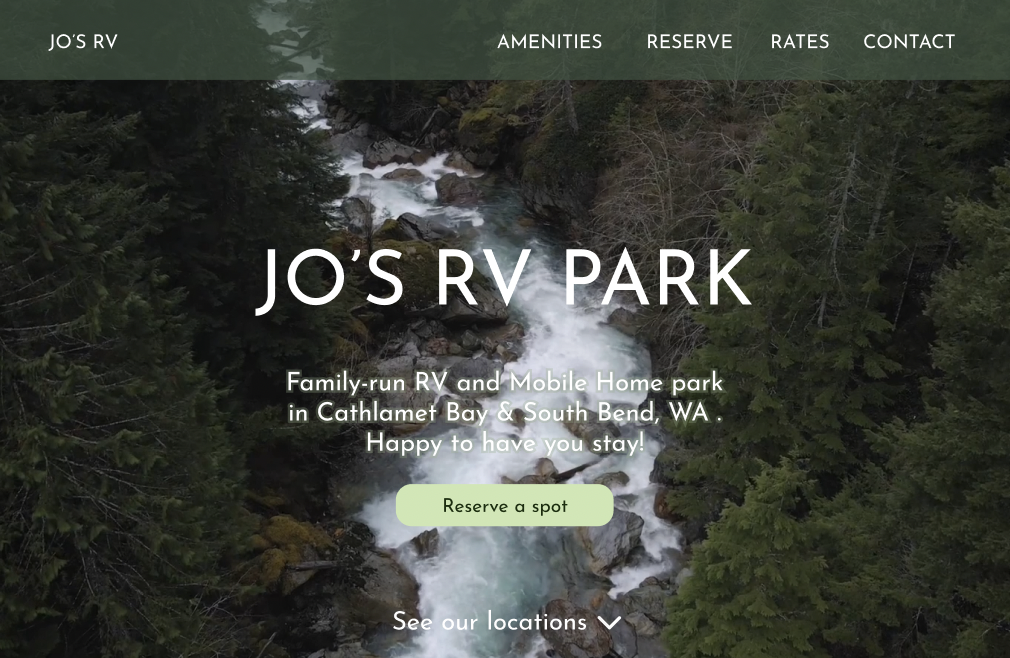 JO’S RV
AMENITIES RESERVE RATES CONTACT
JO’S RV PARK
Family-run RV and Mobile Home park
in Cathlamet Bay & South Bend, WA .
Happy to have you stay!
Reserve a spot
See our locations